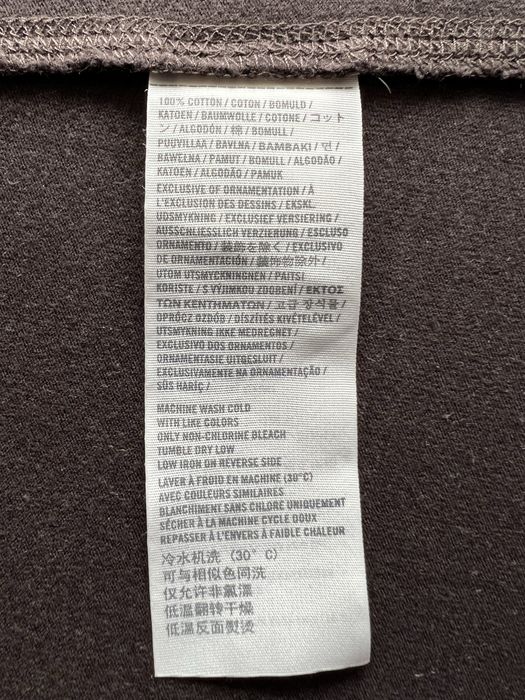 100% COTTON / COTON / BOMULD /
KATOEN / BAUMWOLLE / COTONE / コット
ン / ALGODÓN / 棉 / BOMULL /
PUUVILLAA / BAVLNA / BAMBAKI / 면 /
BAWELNA / PAMUT / BOMULL / ALGODÃO /
KATOEN / ALGODÃO / PAMUK
EXCLUSIVE OF ORNAMENTATION / À
L'EXCLUSION DES DESSINS / EKSKL.
UDSMYKNING / EXCLUSIEF VERSIERING /
AUSSCHLIESSLICH VERZIERUNG / ESCLUSO
ORNAMENTO / 装飾を除く / EXCLUSIVO
DE ORNAMENTACIÓN / 装饰物除外 /
UTOM UTSMYCKNINGEN / PAITSI
KORISTE / S VÝJIMKOU ZDOBENÍ / ΕΚΤΟΣ
ΤΩΝ ΚΕΝΤΗΜΑΤΩΝ / 고급 장식물 /
OPRÓCZ OZDÓB / DÍSZÍTÉS KIVÉTELÉVEL /
UTSMYKNING IKKE MEDREGNET /
EXCLUSIVO DOS ORNAMENTOS /
ORNAMENTASIE UITGESLUIT /
EXCLUSIVAMENTE NA ORNAMENTAÇÃO /
SÜS HARİÇ /
MACHINE WASH COLD
WITH LIKE COLORS
ONLY NON-CHLORINE BLEACH
TUMBLE DRY LOW
LOW IRON ON REVERSE SIDE
LAVER À FROID EN MACHINE (30°C)
AVEC COULEURS SIMILAIRES
BLANCHIMENT SANS CHLORE UNIQUEMENT
SÉCHER À LA MACHINE CYCLE DOUX
REPASSER À L'ENVERS À FAIBLE CHALEUR
冷水机洗 (30° C)
可与相似色同洗
仅允许非氯漂
低温翻转干燥
低温反面熨烫